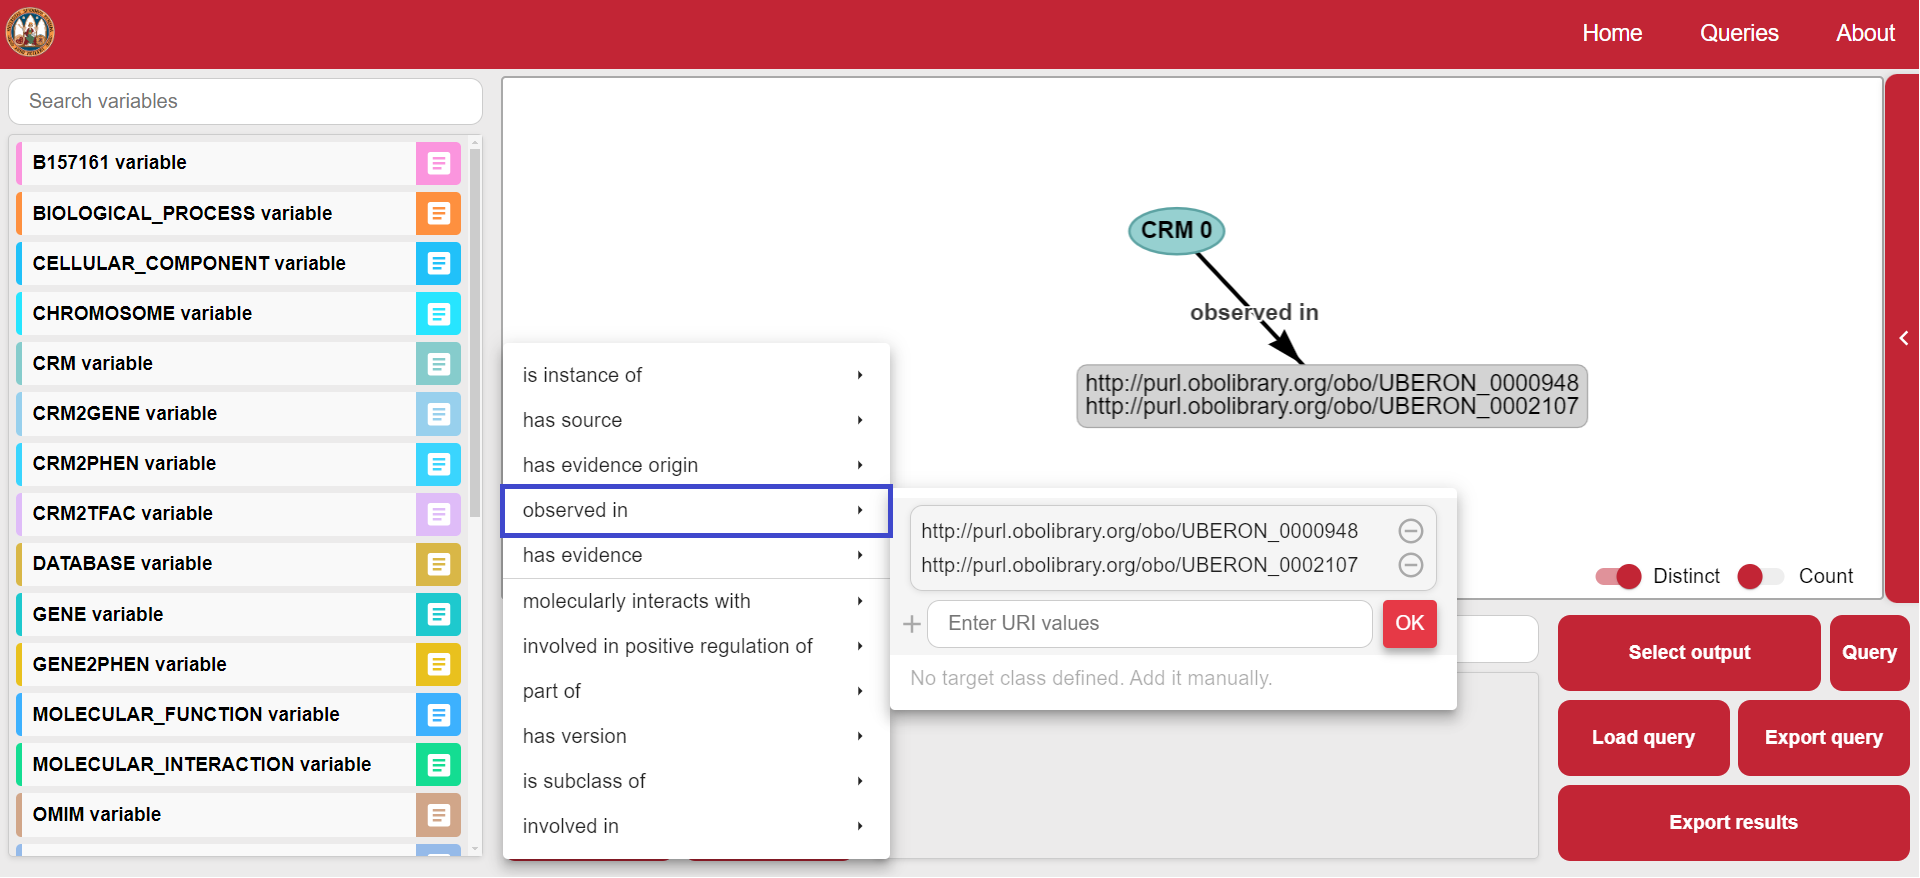 Home
Queries
About
Search variables
B157161 variable
BIOLOGICAL_PROCESS variable
CELLULAR_COMPONENT variable
CHROMOSOME variable
CRM variable
CRM2GENE variable
CRM2PHEN variable
CRM2TFAC variable
DATABASE variable
GENE variable
GENE2PHEN variable
MOLECULAR_FUNCTION variable
MOLECULAR_INTERACTION variable
OMIM variable
CRM 0
observed in
http://purl.obolibrary.org/obo/UBERON_0000948
http://purl.obolibrary.org/obo/UBERON_0002107
is instance of
has source
has evidence origin
observed in
has evidence
molecularly interacts with
involved in positive regulation of
part of
has version
is subclass of
involved in
http://purl.obolibrary.org/obo/UBERON_0000948
http://purl.obolibrary.org/obo/UBERON_0002107
Enter URI values
OK
No target class defined. Add it manually.
Distinct
Count
Select output
Query
Load query
Export query
Export results